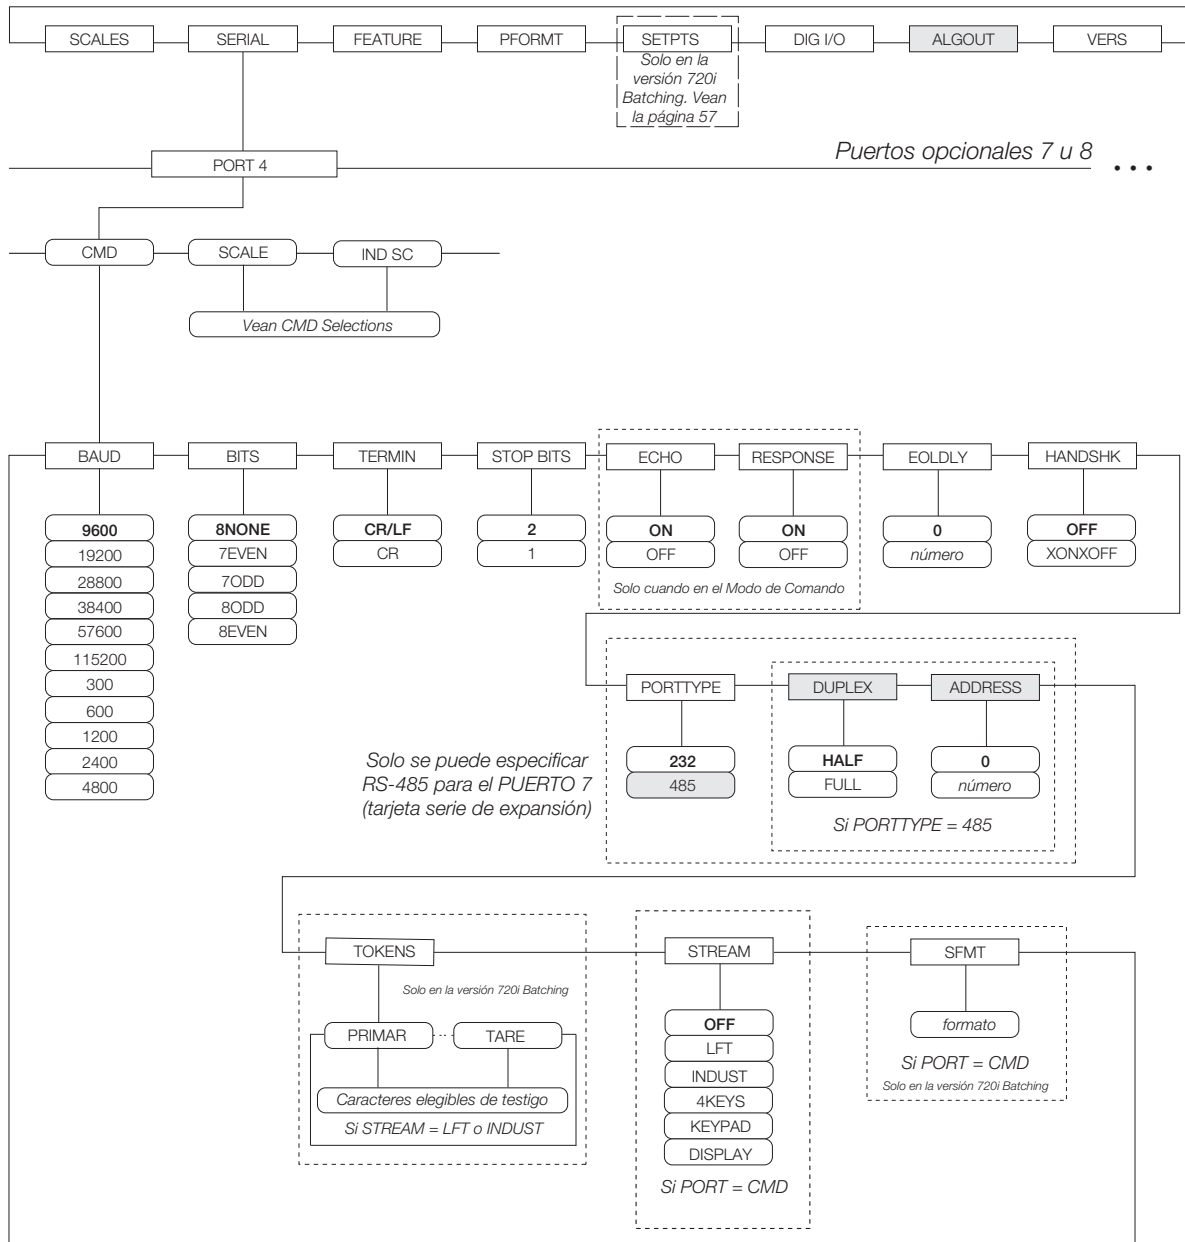 SCALES
SERIAL
FEATURE
PFORMT
SETPTS
DIG I/O
ALGOUT
VERS
Solo en la
versión 720i
Batching. Vean
la página 57
PORT 4
Puertos opcionales 7 u 8
...
CMD
SCALE
IND SC
Vean CMD Selections
BAUD
BITS
TERMIN
STOP BITS
ECHO
RESPONSE
EOLDLY
HANDSHK
9600
19200
28800
38400
57600
115200
300
600
1200
2400
4800
8NONE
7EVEN
7ODD
8ODD
8EVEN
CR/LF
CR
2
1
ON
OFF
ON
OFF
Solo cuando en el Modo de Comando
0
número
OFF
XONXOFF
PORTTYPE
DUPLEX
ADDRESS
232
485
HALF
FULL
0
número
Si PORTTYPE = 485
Solo se puede especificar
RS-485 para el PUERTO 7
(tarjeta serie de expansión)
TOKENS
Solo en la versión 720i Batching
PRIMAR
TARE
Caracteres elegibles de testigo
Si STREAM = LFT o INDUST
STREAM
OFF
LFT
INDUST
4KEYS
KEYPAD
DISPLAY
Si PORT = CMD
SFMT
formato
Si PORT = CMD
Solo en la versión 720i Batching